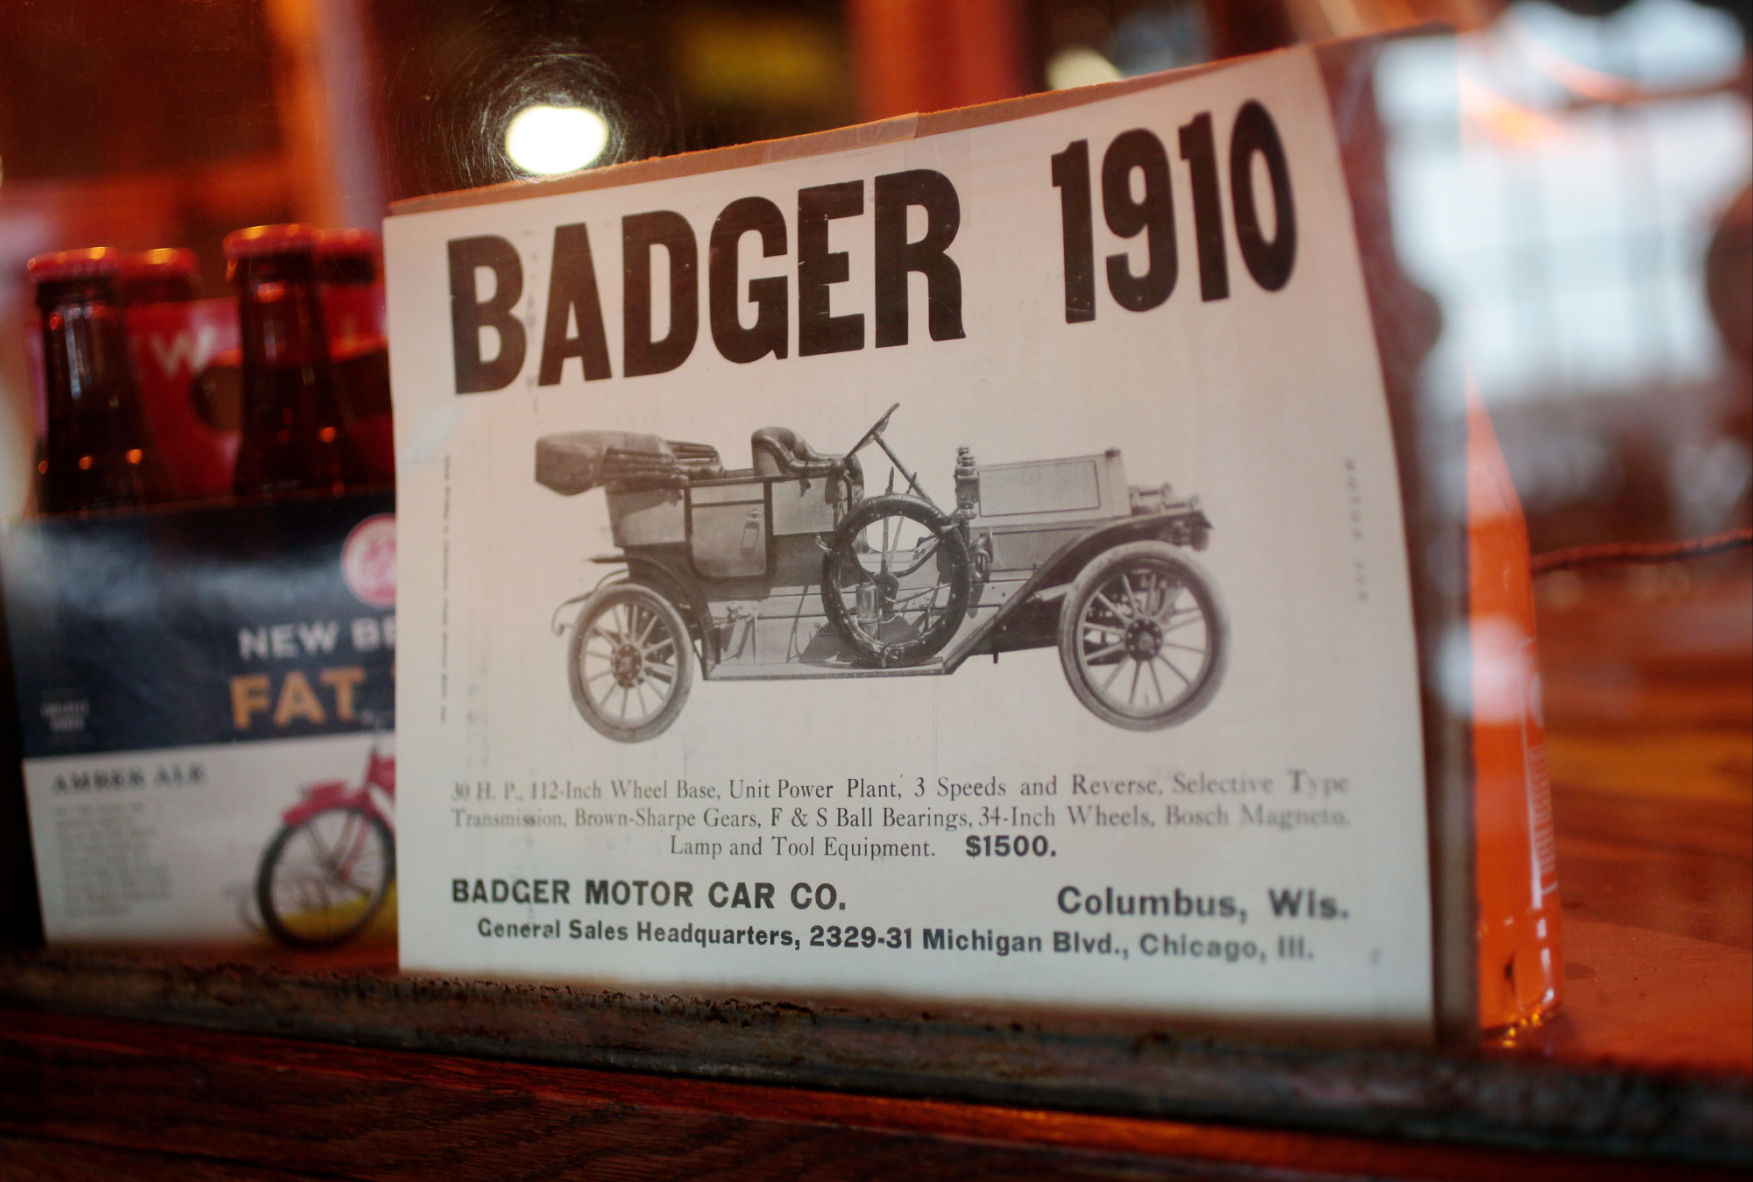 BADGER 1910
30 H. P., 112-Inch Wheel Base, Unit Power Plant, 3 Speeds and Reverse, Selective Type
Transmission, Brown-Sharpe Gears, F & S Ball Bearings, 34-Inch Wheels, Bosch Magneto,
Lamp and Tool Equipment. $1500.
BADGER MOTOR CAR CO. Columbus, Wis.
General Sales Headquarters, 2329-31 Michigan Blvd., Chicago, Ill.
MOTOR AGE
NEW BE
FAT
AMBER ALE